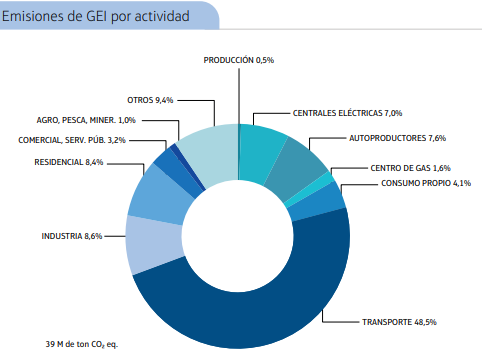 Emisiones de GEI por actividad
PRODUCCIÓN 0,5%
OTROS 9,4%
CENTRALES ELÉCTRICAS 7,0%
AGRO, PESCA, MINER. 1,0%
AUTOPRODUCTORES 7,6%
COMERCIAL, SERV. PÚB. 3,2%
RESIDENCIAL 8,4%
CENTRO DE GAS 1,6%
CONSUMO PROPIO 4,1%
INDUSTRIA 8,6%
TRANSPORTE 48,5%
39 M de ton CO₂ eq.